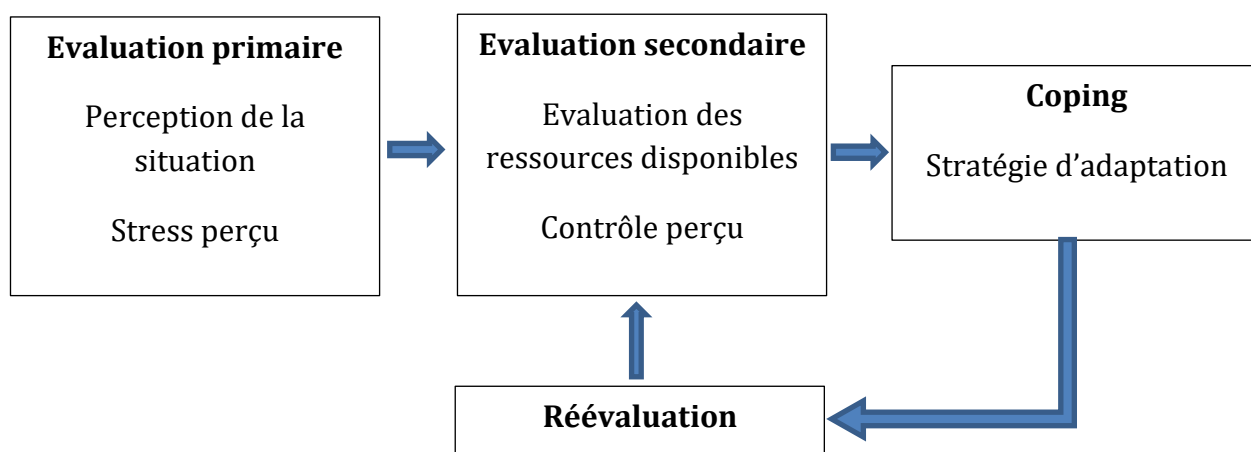 Evaluation primaire
Perception de la
situation
Stress perçu
Evaluation secondaire
Evaluation des
ressources disponibles
Contrôle perçu
Coping
Stratégie d’adaptation
Réévaluation